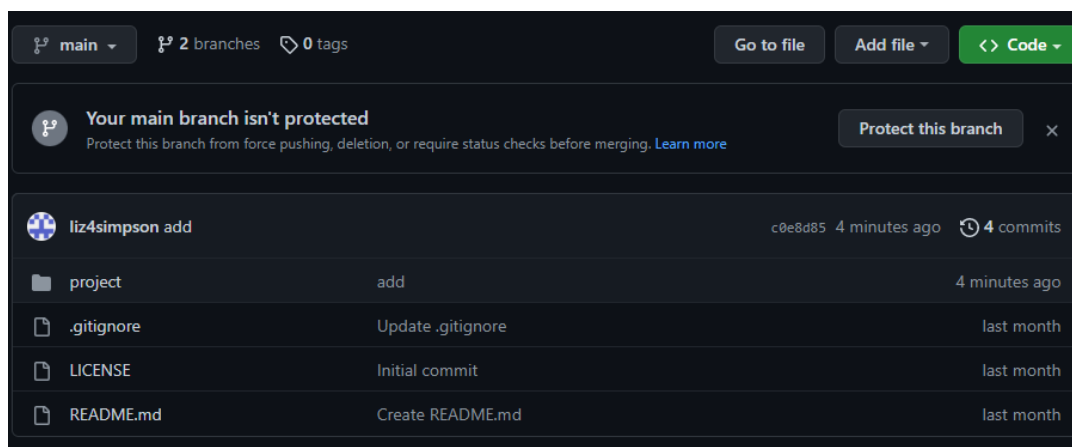 main 2 branches 0 tags Go to file Add file <> Code
Your main branch isn't protected
Protect this branch from force pushing, deletion, or require status checks before merging. Learn more
Protect this branch
liz4simpson add c0e8d85 4 minutes ago 4 commits
project add 4 minutes ago
.gitignore Update .gitignore last month
LICENSE Initial commit last month
README.md Create README.md last month